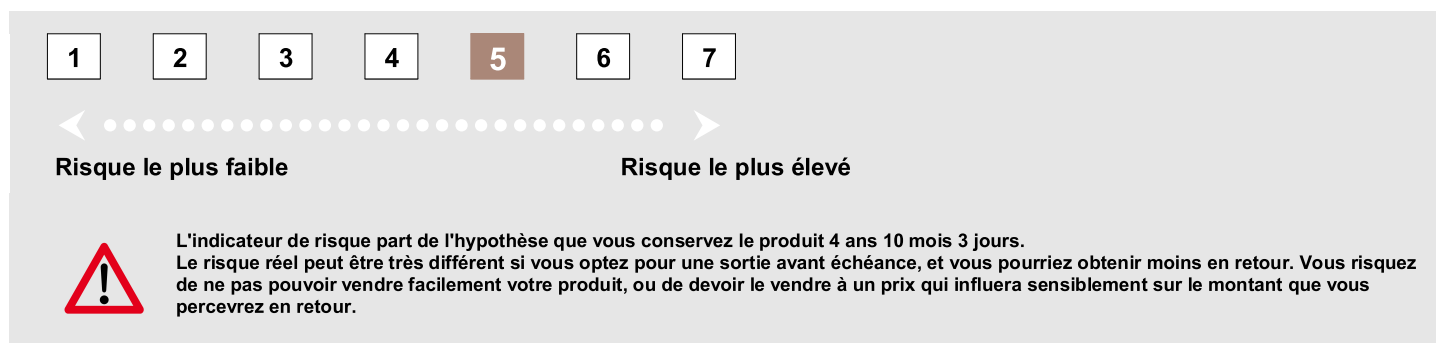 1 2 3 4 5 6 7
Risque le plus faible Risque le plus élevé
L'indicateur de risque part de l'hypothèse que vous conservez le produit 4 ans 10 mois 3 jours.
Le risque réel peut être très différent si vous optez pour une sortie avant échéance, et vous pourriez obtenir moins en retour. Vous risquez
de ne pas pouvoir vendre facilement votre produit, ou de devoir le vendre à un prix qui influera sensiblement sur le montant que vous
percevrez en retour.